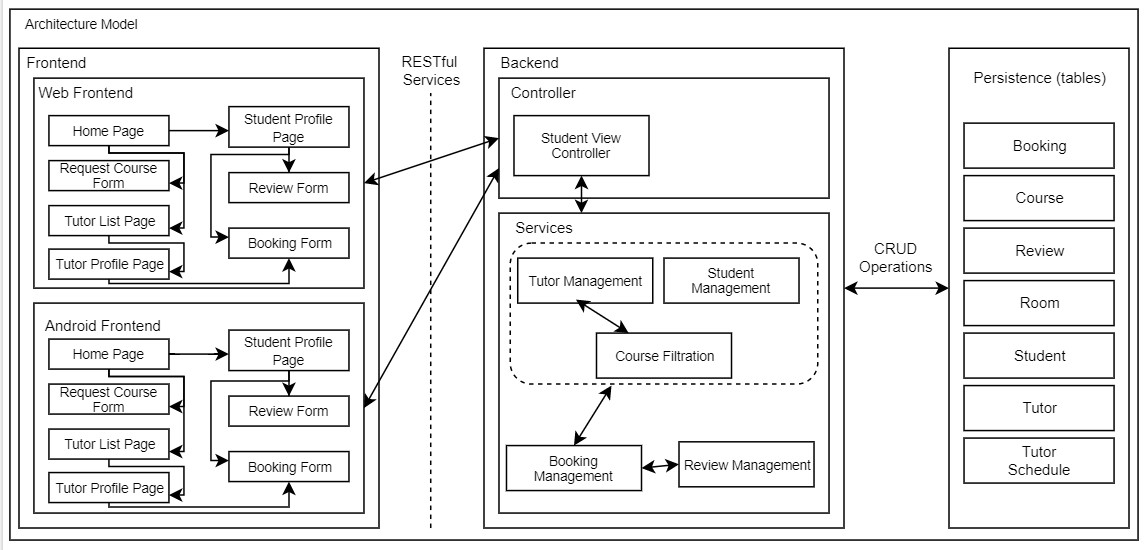 Architecture Model
Frontend
Web Frontend
Home Page
Student Profile
Page
Request Course
Form
Review Form
Tutor List Page
Booking Form
Tutor Profile Page
Android Frontend
Home Page
Student Profile
Page
Request Course
Form
Review Form
Tutor List Page
Booking Form
Tutor Profile Page
RESTful
Services
Backend
Controller
Student View
Controller
Services
Tutor Management
Student
Management
Course Filtration
Booking
Management
Review Management
CRUD
Operations
Persistence (tables)
Booking
Course
Review
Room
Student
Tutor
Tutor
Schedule